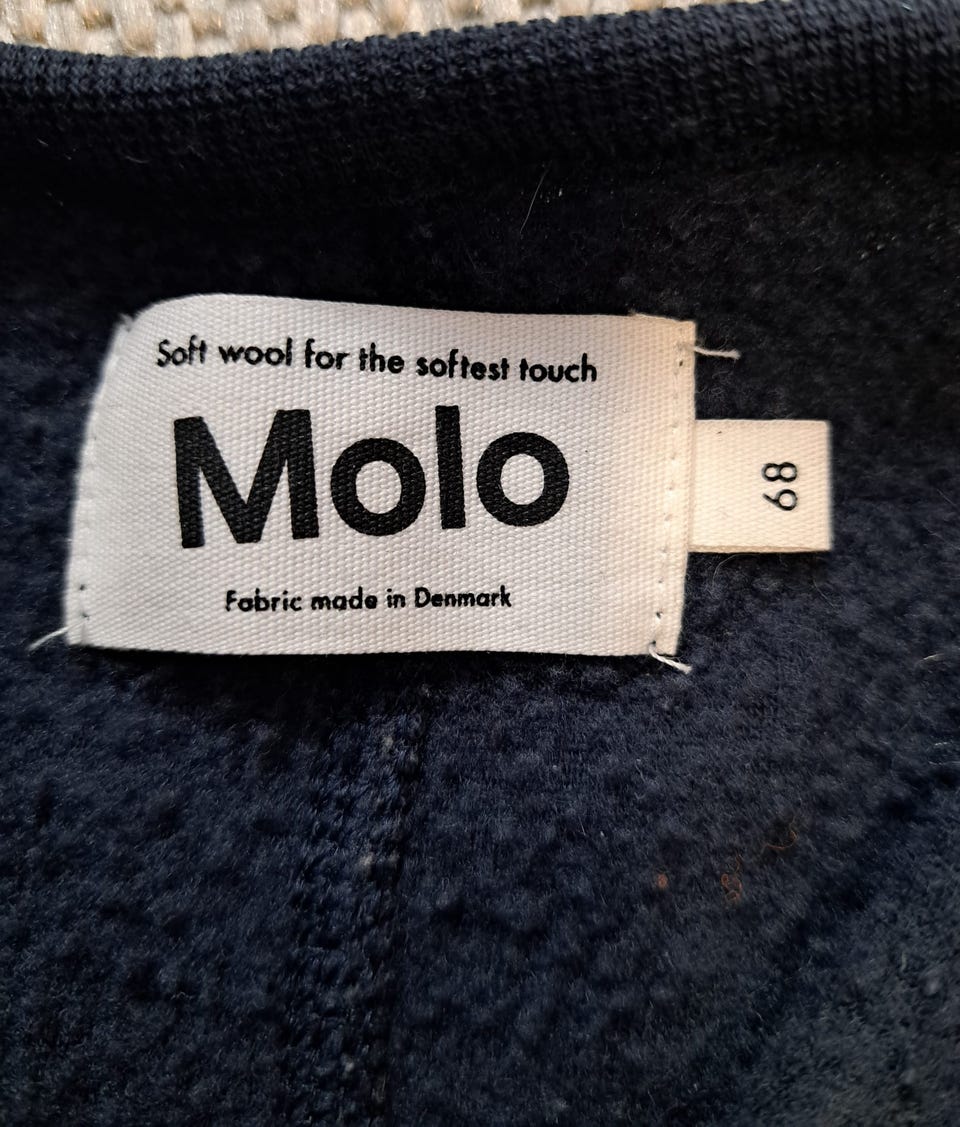 Soft wool for the softest touch
Molo
Fabric made in Denmark
68